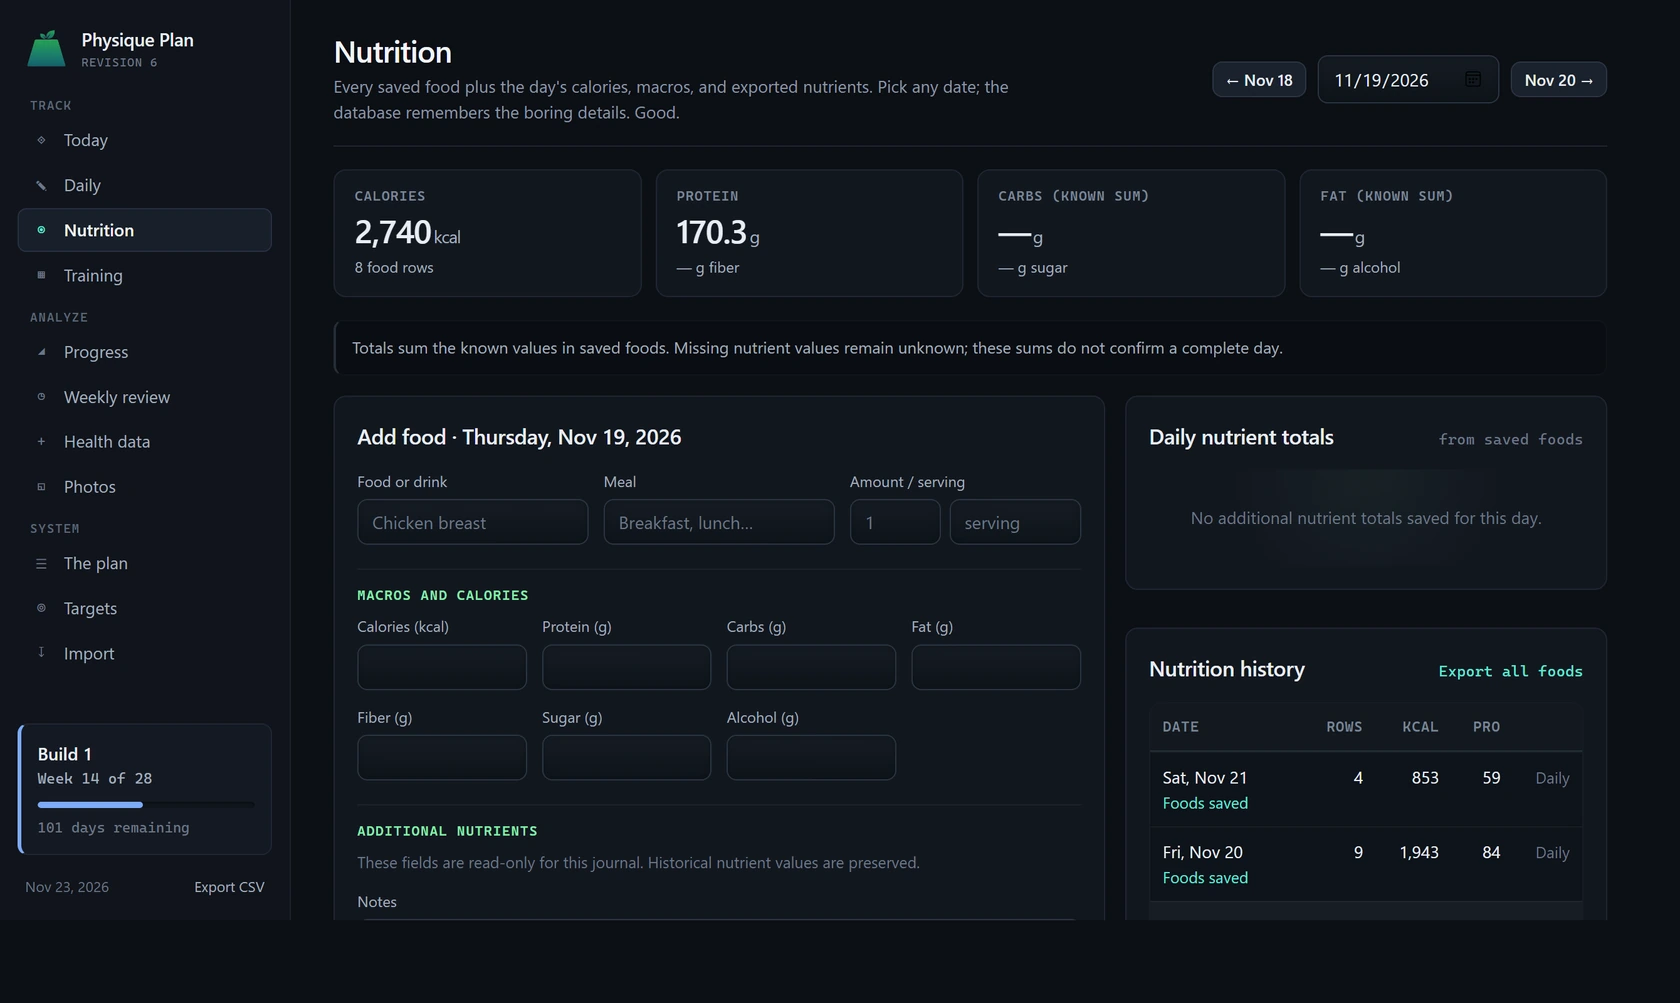 Physique Plan
REVISION 6
TRACK
Today
Daily
Nutrition
Training
ANALYZE
Progress
Weekly review
Health data
Photos
SYSTEM
The plan
Targets
Import
Build 1
Week 14 of 28
101 days remaining
Nov 23, 2026 Export CSV
Nutrition
Every saved food plus the day's calories, macros, and exported nutrients. Pick any date; the
database remembers the boring details. Good.
← Nov 18 11/19/2026 Nov 20 →
CALORIES
2,740 kcal
8 food rows
PROTEIN
170.3 g
— g fiber
CARBS (KNOWN SUM)
— g
— g sugar
FAT (KNOWN SUM)
— g
— g alcohol
Totals sum the known values in saved foods. Missing nutrient values remain unknown; these sums do not confirm a complete day.
Add food · Thursday, Nov 19, 2026
Food or drink Meal Amount / serving
Chicken breast Breakfast, lunch... 1 serving
MACROS AND CALORIES
Calories (kcal) Protein (g) Carbs (g) Fat (g)
Fiber (g) Sugar (g) Alcohol (g)
ADDITIONAL NUTRIENTS
These fields are read-only for this journal. Historical nutrient values are preserved.
Notes
Daily nutrient totals from saved foods
No additional nutrient totals saved for this day.
Nutrition history Export all foods
DATE ROWS KCAL PRO
Sat, Nov 21 4 853 59 Daily
Foods saved
Fri, Nov 20 9 1,943 84 Daily
Foods saved